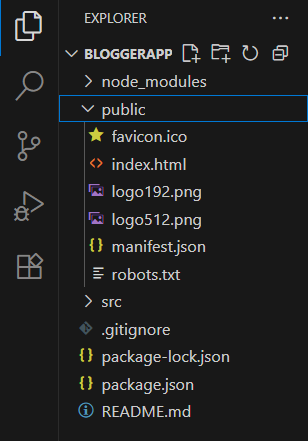 EXPLORER
BLOGGERAPP
node_modules
public
favicon.ico
index.html
logo192.png
logo512.png
manifest.json
robots.txt
src
.gitignore
package-lock.json
package.json
README.md